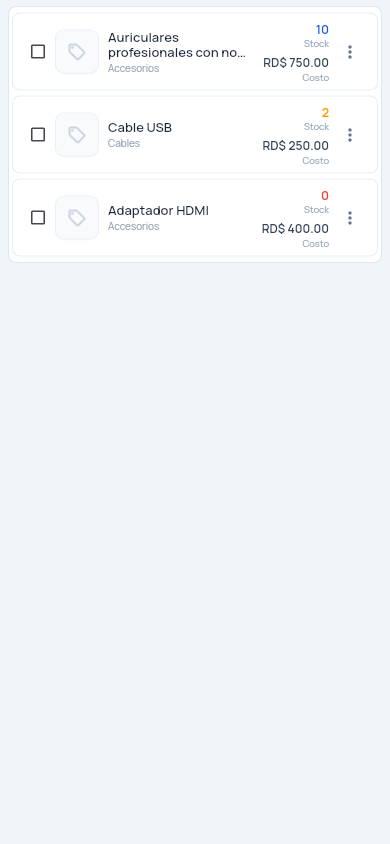 Auriculares
profesionales con no...
Accesorios
10
Stock
RD$ 750.00
Costo
Cable USB
Cables
2
Stock
RD$ 250.00
Costo
Adaptador HDMI
Accesorios
0
Stock
RD$ 400.00
Costo